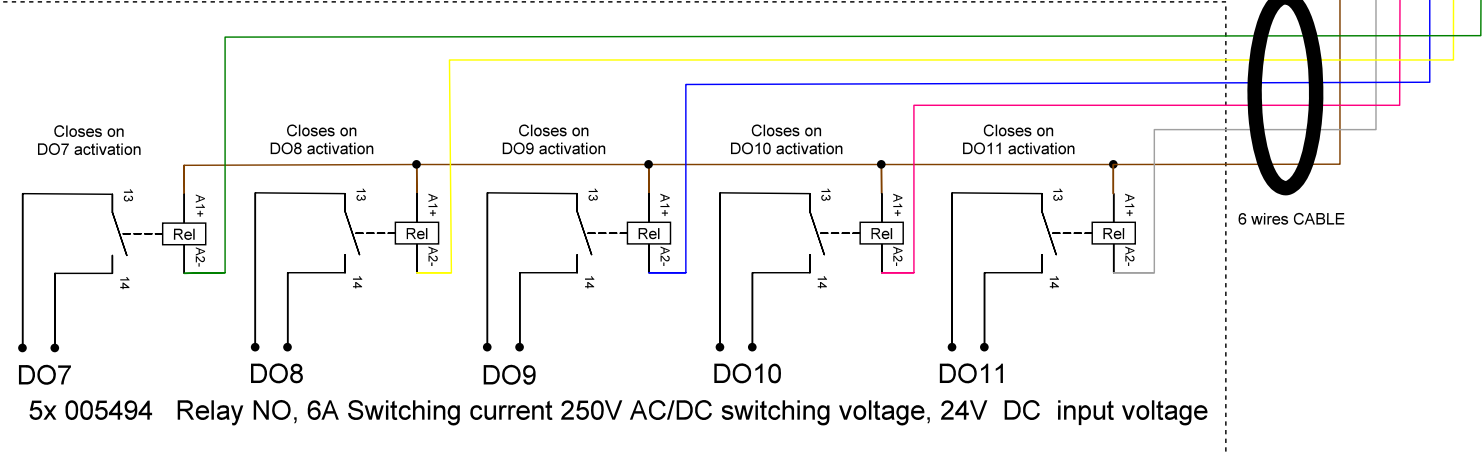 Closes on
DO7 activation
Closes on
DO8 activation
Closes on
DO9 activation
Closes on
DO10 activation
Closes on
DO11 activation
13
A1+
13
A1+
13
A1+
13
A1+
13
A1+
Rel
Rel
Rel
Rel
Rel
6 wires CABLE
A2-
A2-
A2-
A2-
A2-
14
14
14
14
14
DO7
DO8
DO9
DO10
DO11
5x 005494 Relay NO, 6A Switching current 250V AC/DC switching voltage, 24V DC input voltage